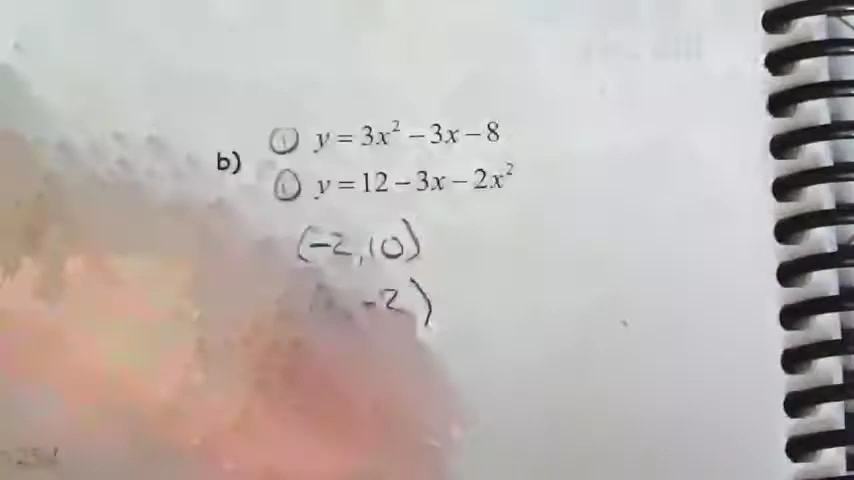 b)
① y = 3x² − 3x − 8
① y = 12 − 3x − 2x²
(-2,10)
-2)